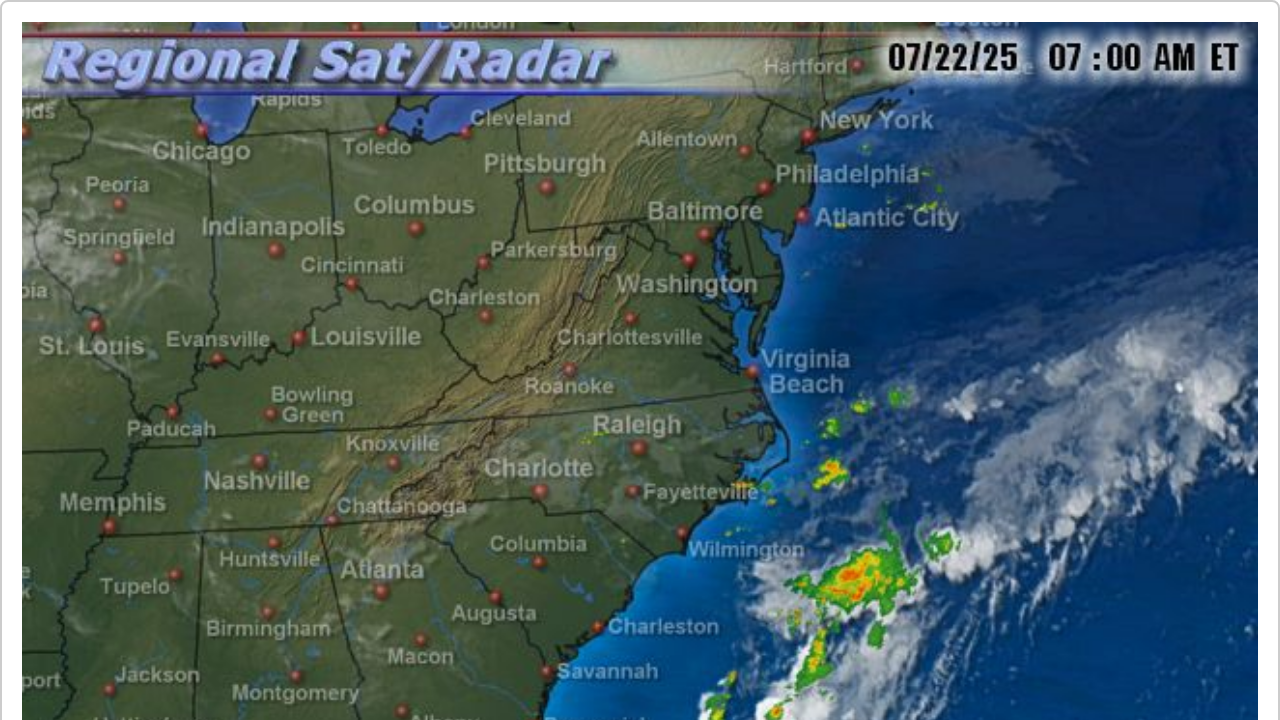 London
Boston
Regional Sat/Radar
07/22/25 07 :00 AM ET
Hartford
Rapids
Cleveland
New York
Allentown
Toledo
Chicago
Pittsburgh
Philadelphia
Peoria
Columbus
Baltimore
Atlantic City
Indianapolis
Springfield
Parkersburg
Cincinnati
Washington
Charleston
St. Louis
Evansville
Louisville
Charlottesville
Virginia
Beach
Roanoke
Bowling
Green
Paducah
Raleigh
Knoxville
Nashville
Charlotte
Fayetteville
Memphis
Chattanooga
Columbia
Wilmington
Huntsville
Atlanta
Tupelo
Augusta
Birmingham
Charleston
Macon
Jackson
Savannah
Montgomery
Albany